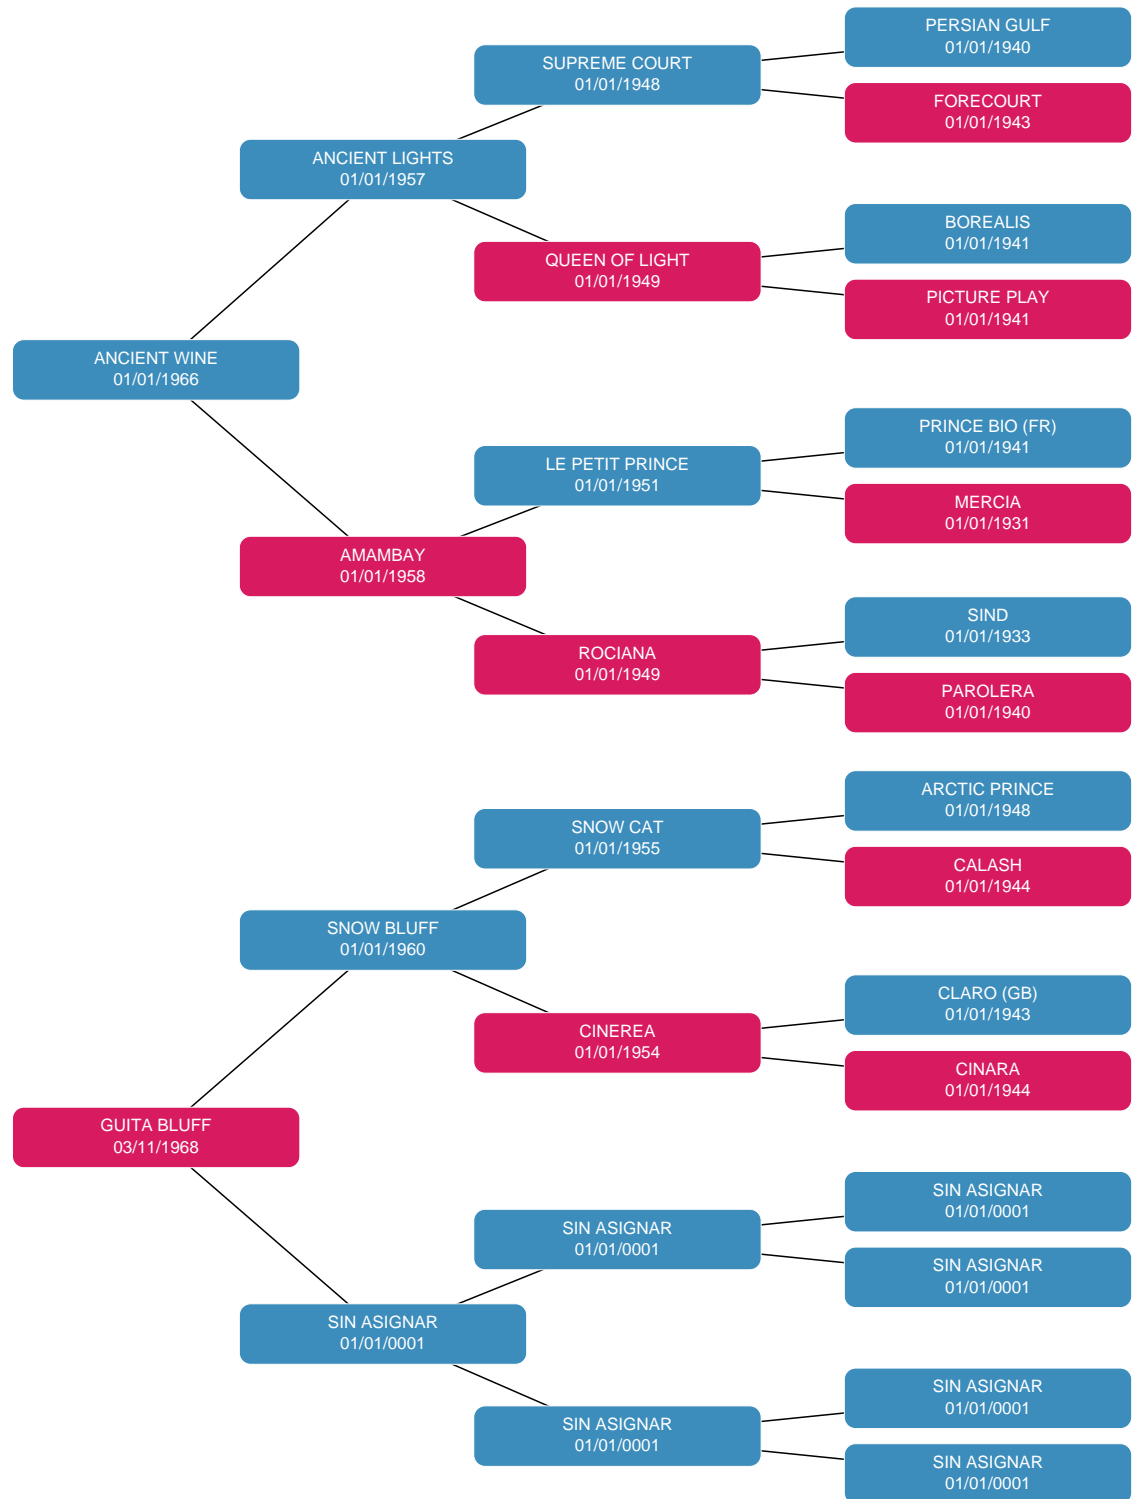 PERSIAN GULF
01/01/1940
SUPREME COURT
01/01/1948
FORECOURT
01/01/1943
ANCIENT LIGHTS
01/01/1957
BOREALIS
01/01/1941
QUEEN OF LIGHT
01/01/1949
PICTURE PLAY
01/01/1941
ANCIENT WINE
01/01/1966
PRINCE BIO (FR)
01/01/1941
LE PETIT PRINCE
01/01/1951
MERCIA
01/01/1931
AMAMBAY
01/01/1958
SIND
01/01/1933
ROCIANA
01/01/1949
PAROLERA
01/01/1940
ARCTIC PRINCE
01/01/1948
SNOW CAT
01/01/1955
CALASH
01/01/1944
SNOW BLUFF
01/01/1960
CLARO (GB)
01/01/1943
CINEREA
01/01/1954
CINARA
01/01/1944
GUITA BLUFF
03/11/1968
SIN ASIGNAR
01/01/0001
SIN ASIGNAR
01/01/0001
SIN ASIGNAR
01/01/0001
SIN ASIGNAR
01/01/0001
SIN ASIGNAR
01/01/0001
SIN ASIGNAR
01/01/0001
SIN ASIGNAR
01/01/0001